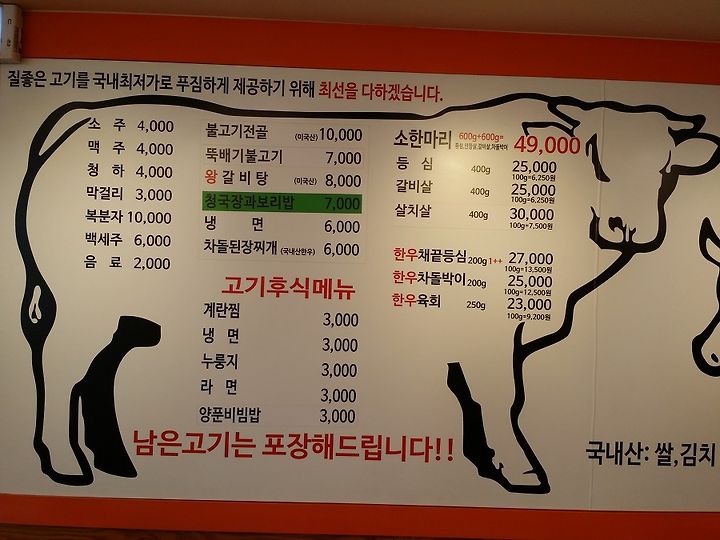 질좋은 고기를 국내최저가로 푸짐하게 제공하기 위해 최선을 다하겠습니다.
소 주 4,000
맥 주 4,000
청 하 4,000
막걸리 3,000
복분자 10,000
백세주 6,000
음 료 2,000
불고기전골 (미국산) 10,000
뚝배기불고기 7,000
왕갈비탕 (미국산) 8,000
청국장과보리밥 7,000
냉 면 6,000
차돌된장찌개 (국내산한우) 6,000
고기후식메뉴
계란찜 3,000
냉 면 3,000
누룽지 3,000
라 면 3,000
양푼비빔밥 3,000
소한마리 600g+600g= 49,000
등심,안창살,갈비살,차돌박이
등 심 400g 25,000
100g=6,250원
갈비살 400g 25,000
100g=6,250원
살치살 400g 30,000
100g=7,500원
한우채끝등심 200g 1++ 27,000
100g=13,500원
한우차돌박이 200g 25,000
100g=12,500원
한우육회 250g 23,000
100g=9,200원
남은고기는 포장해드립니다!!
국내산: 쌀,김치